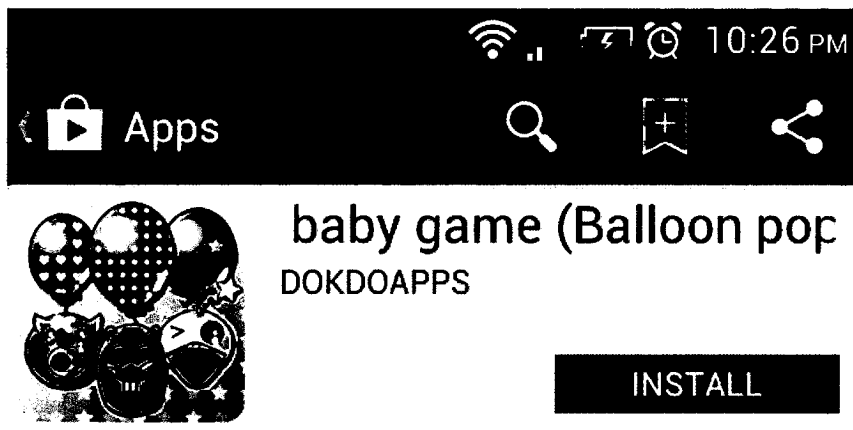 10:26 PM
Apps
baby game (Balloon pop
DOKDOAPPS
INSTALL